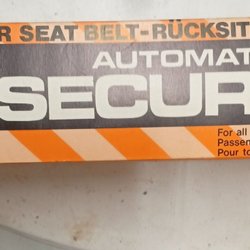 R SEAT BELT-RÜCKSIT
AUTOMAT
SECUR
For all
Passen
Pour to